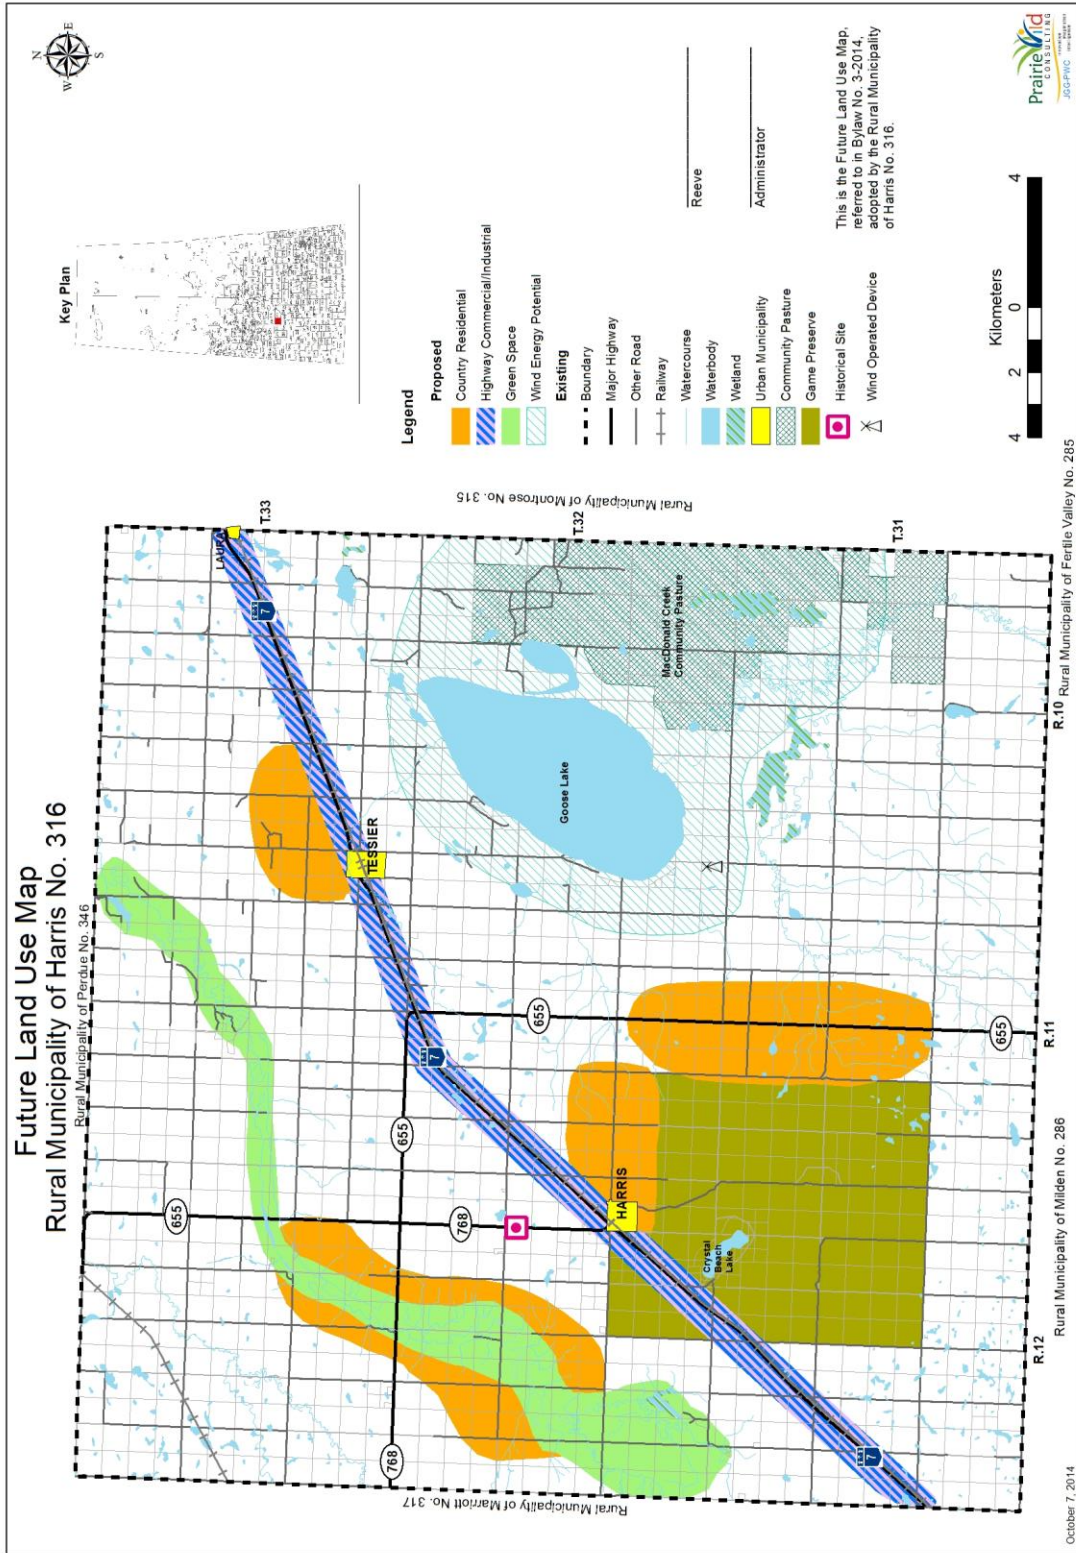 Future Land Use Map
Rural Municipality of Harris No. 316
Rural Municipality of Perdue No. 346
Rural Municipality of Marriott No. 317
Rural Municipality of Montrose No. 315
Rural Municipality of Milden No. 286
Rural Municipality of Fertile Valley No. 285
LAURA
TESSIER
HARRIS
Goose Lake
MacDonald Creek
Community Pasture
Crystal
Beach
Lake
7
7
7
655
655
655
655
768
768
T.33
T.32
T.31
R.12
R.11
R.10
N
E
S
W
Key Plan
Legend
Proposed
Country Residential
Highway Commercial/Industrial
Green Space
Wind Energy Potential
Existing
Boundary
Major Highway
Other Road
Railway
Watercourse
Waterbody
Wetland
Urban Municipality
Community Pasture
Game Preserve
Historical Site
Wind Operated Device
Reeve
Administrator
This is the Future Land Use Map,
referred to in Bylaw No. 3-2014,
adopted by the Rural Municipality
of Harris No. 316.
Kilometers
4 2 0 4
PrairieWild
CONSULTING
JGG-PWC
October 7, 2014